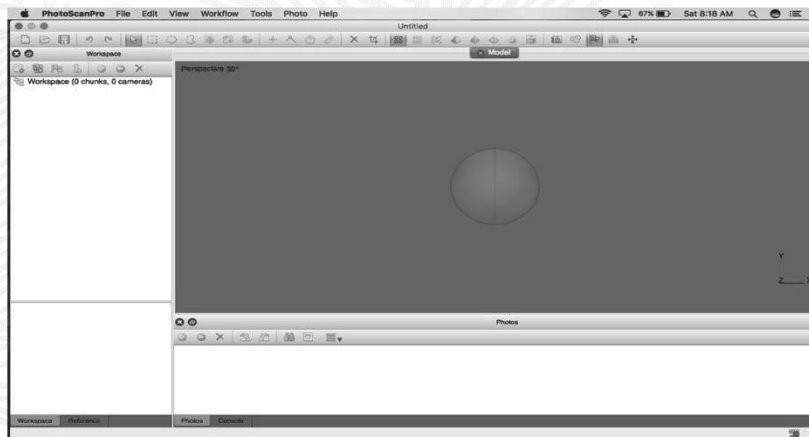 PhotoScanPro File Edit View Workflow Tools Photo Help 67% Sat 8:18 AM
Untitled
Workspace
Model
Workspace (0 chunks, 0 cameras)
Perspective 30°
Y
Z
Photos
Workspace Reference
Photos Console